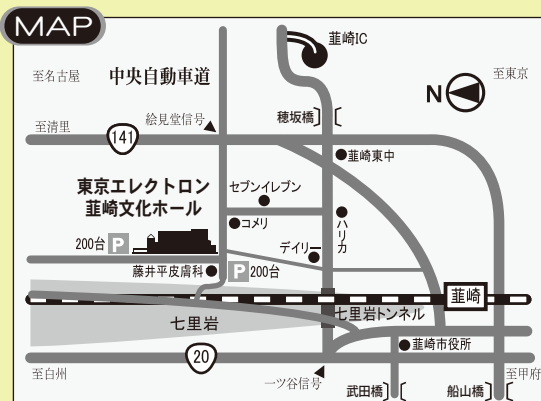 MAP
韮崎IC
至名古屋
中央自動車道
至東京
N
絵見堂信号
穂坂橋
至清里
141
韮崎東中
東京エレクトロン
韮崎文化ホール
セブンイレブン
コメリ
ハリカ
200台 P
デイリー
藤井平皮膚科
P 200台
韮崎
七里岩
七里岩トンネル
20
韮崎市役所
至白州
一ツ谷信号
至甲府
武田橋
船山橋